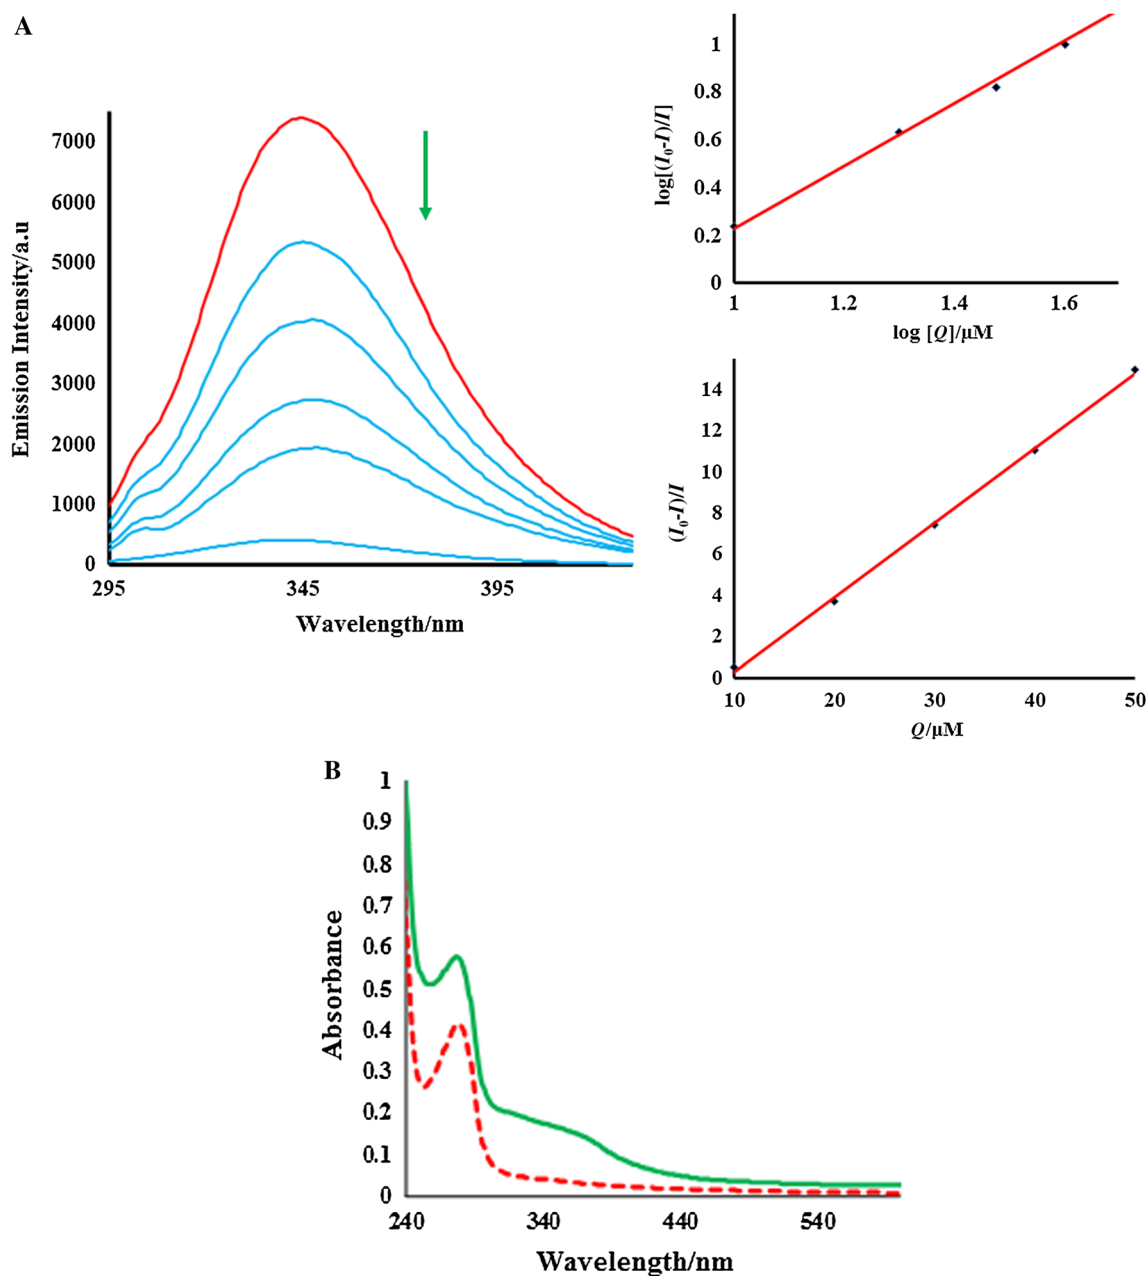 A
7000
6000
5000
4000
3000
2000
1000
0
295 345 395
Emission Intensity/a.u
Wavelength/nm
1
0.8
0.6
0.4
0.2
0
1 1.2 1.4 1.6
log[(I0-I)/I]
log [Q]/µM
14
12
10
8
6
4
2
0
10 20 30 40 50
(I0-I)/I
Q/µM
B
1
0.9
0.8
0.7
0.6
0.5
0.4
0.3
0.2
0.1
0
240 340 440 540
Absorbance
Wavelength/nm